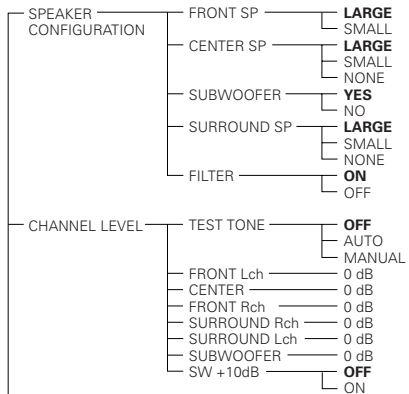 SPEAKER CONFIGURATION FRONT SP LARGE
SMALL
CENTER SP LARGE
SMALL
NONE
SUBWOOFER YES
NO
SURROUND SP LARGE
SMALL
NONE
FILTER ON
OFF
CHANNEL LEVEL TEST TONE OFF
AUTO
MANUAL
FRONT Lch 0 dB
CENTER 0 dB
FRONT Rch 0 dB
SURROUND Rch 0 dB
SURROUND Lch 0 dB
SUBWOOFER 0 dB
SW +10dB OFF
ON